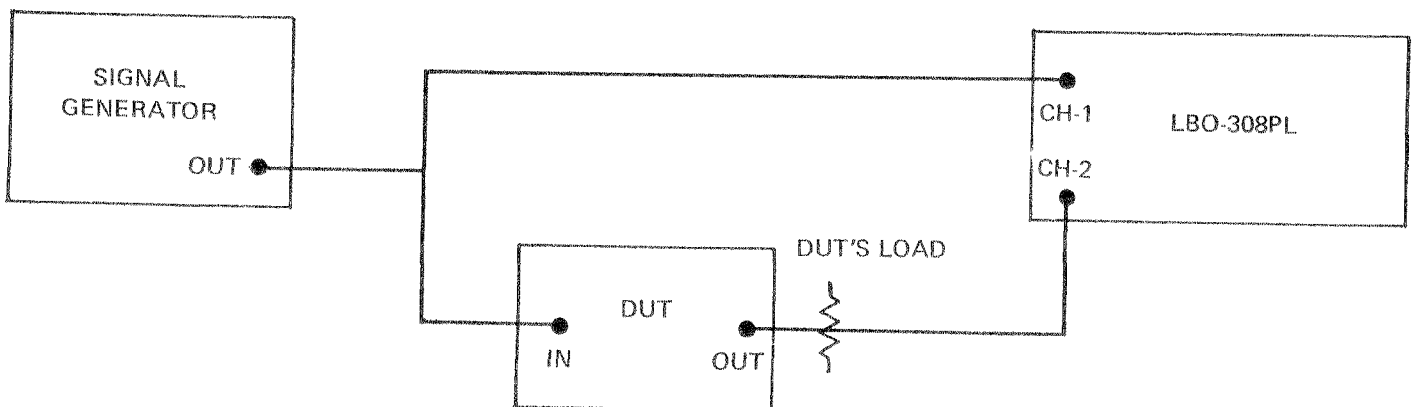 SIGNAL
GENERATOR
OUT
CH-1
LBO-308PL
CH-2
DUT'S LOAD
DUT
IN
OUT